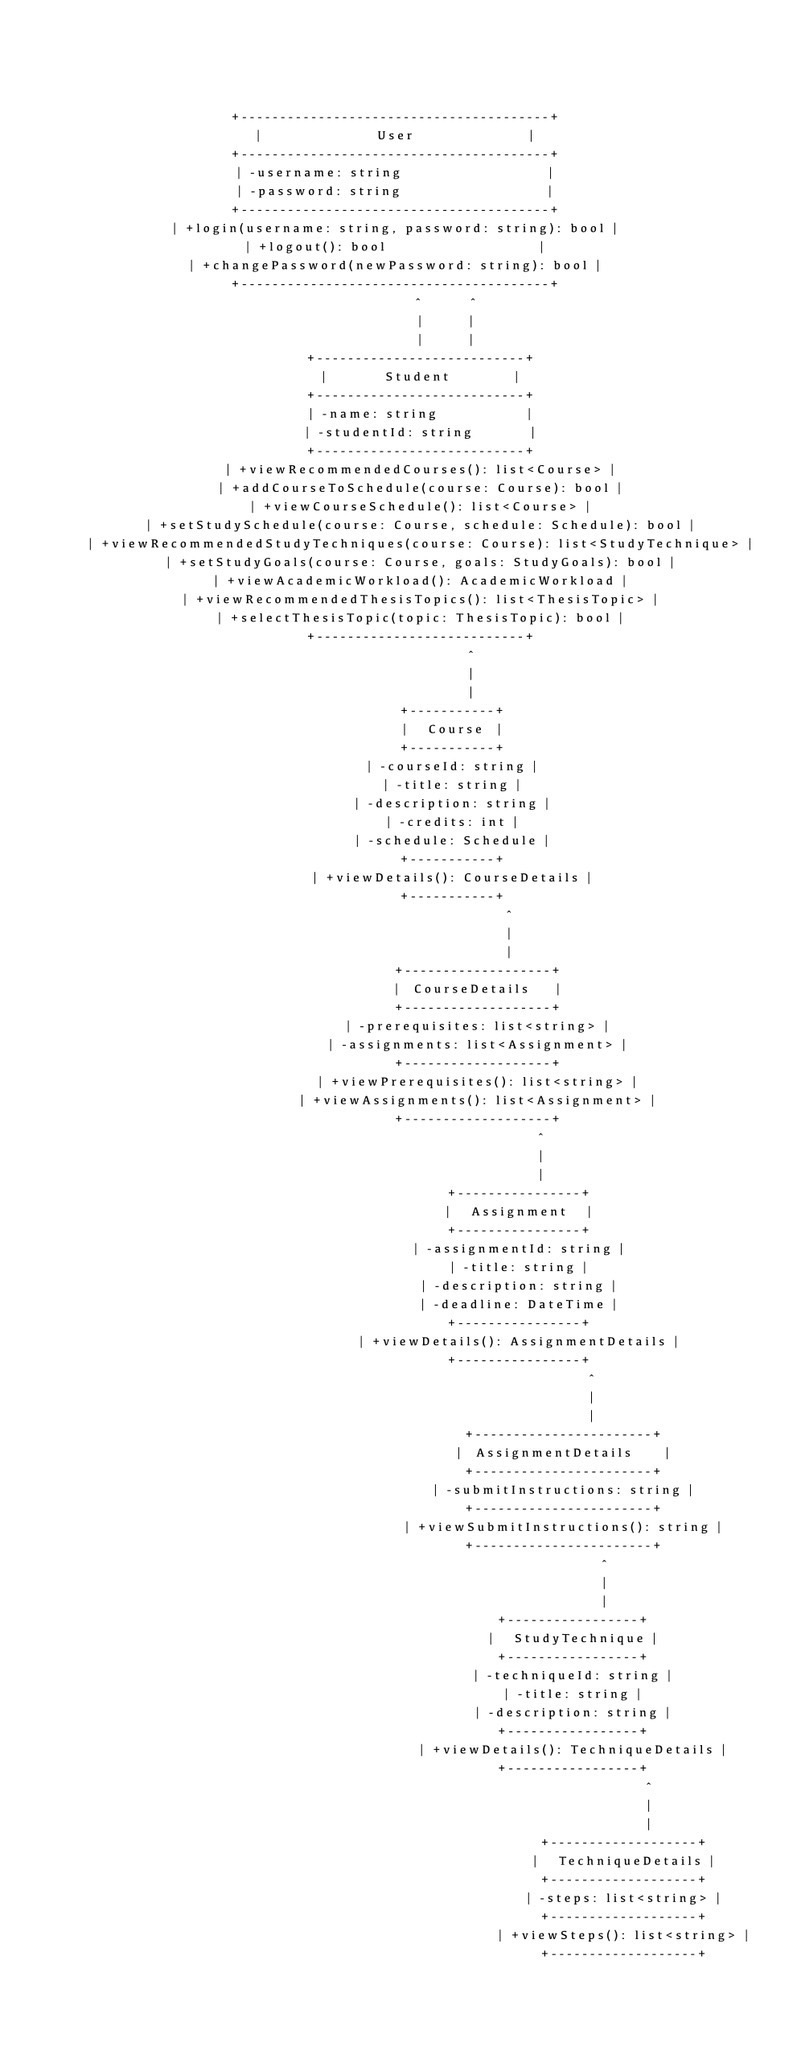 +----------------------------------------+
| User |
+----------------------------------------+
| -username: string |
| -password: string |
+----------------------------------------+
| +login(username: string, password: string): bool |
| +logout(): bool |
| +changePassword(newPassword: string): bool |
+----------------------------------------+
^ ^
| |
| |
+---------------------------+
| Student |
+---------------------------+
| -name: string |
| -studentId: string |
+---------------------------+
| +viewRecommendedCourses(): list<Course> |
| +addCourseToSchedule(course: Course): bool |
| +viewCourseSchedule(): list<Course> |
| +setStudySchedule(course: Course, schedule: Schedule): bool |
| +viewRecommendedStudyTechniques(course: Course): list<StudyTechnique> |
| +setStudyGoals(course: Course, goals: StudyGoals): bool |
| +viewAcademicWorkload(): AcademicWorkload |
| +viewRecommendedThesisTopics(): list<ThesisTopic> |
| +selectThesisTopic(topic: ThesisTopic): bool |
+---------------------------+
^
|
|
+-----------+
| Course |
+-----------+
| -courseId: string |
| -title: string |
| -description: string |
| -credits: int |
| -schedule: Schedule |
+-----------+
| +viewDetails(): CourseDetails |
+-----------+
^
|
|
+-------------------+
| CourseDetails |
+-------------------+
| -prerequisites: list<string> |
| -assignments: list<Assignment> |
+-------------------+
| +viewPrerequisites(): list<string> |
| +viewAssignments(): list<Assignment> |
+-------------------+
^
|
|
+----------------+
| Assignment |
+----------------+
| -assignmentId: string |
| -title: string |
| -description: string |
| -deadline: DateTime |
+----------------+
| +viewDetails(): AssignmentDetails |
+----------------+
^
|
|
+-----------------------+
| AssignmentDetails |
+-----------------------+
| -submitInstructions: string |
+-----------------------+
| +viewSubmitInstructions(): string |
+-----------------------+
^
|
|
+-----------------+
| StudyTechnique |
+-----------------+
| -techniqueId: string |
| -title: string |
| -description: string |
+-----------------+
| +viewDetails(): TechniqueDetails |
+-----------------+
^
|
|
+-------------------+
| TechniqueDetails |
+-------------------+
| -steps: list<string> |
+-------------------+
| +viewSteps(): list<string> |
+-------------------+